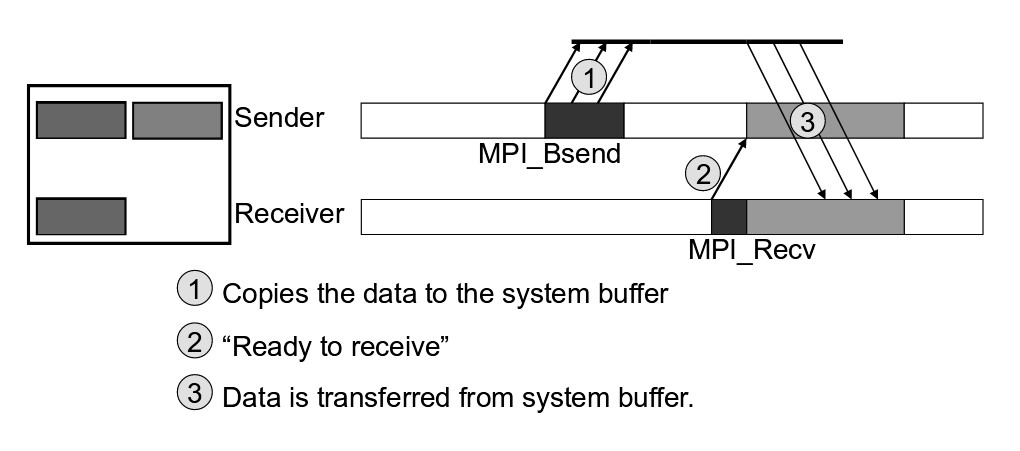 1
Sender
3
MPI_Bsend
2
Receiver
MPI_Recv
1 Copies the data to the system buffer
2 “Ready to receive”
3 Data is transferred from system buffer.